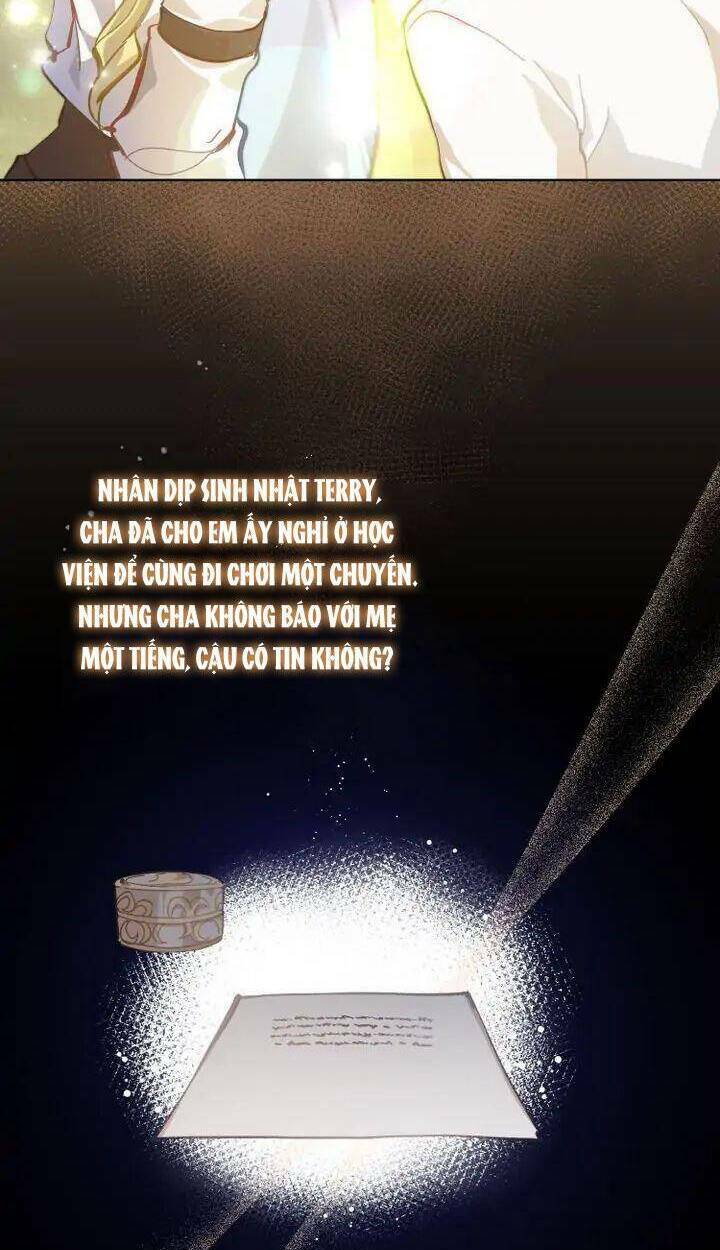 NHÂN DỊP SINH NHẬT TERRY,
CHA ĐÃ CHO EM ẤY NGHỈ Ở HỌC
VIỆN ĐỂ CÙNG ĐI CHƠI MỘT CHUYẾN.
NHƯNG CHA KHÔNG BÁO VỚI MẸ
MỘT TIẾNG, CẬU CÓ TIN KHÔNG?